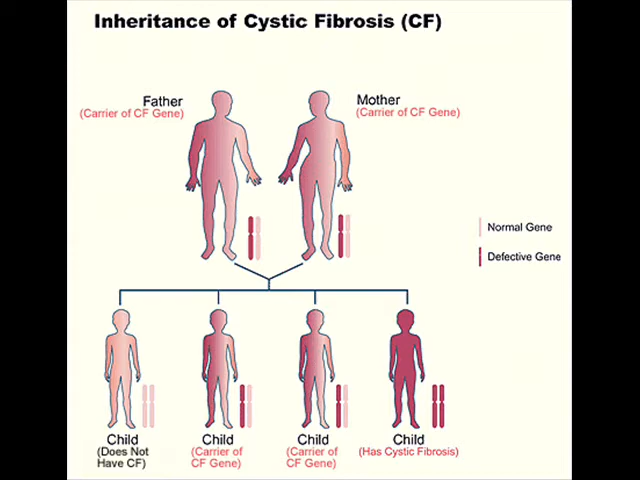 Inheritance of Cystic Fibrosis (CF)
Father
(Carrier of CF Gene)
Mother
(Carrier of CF Gene)
Normal Gene
Defective Gene
Child
(Does Not
Have CF)
Child
(Carrier of
CF Gene)
Child
(Carrier of
CF Gene)
Child
(Has Cystic Fibrosis)